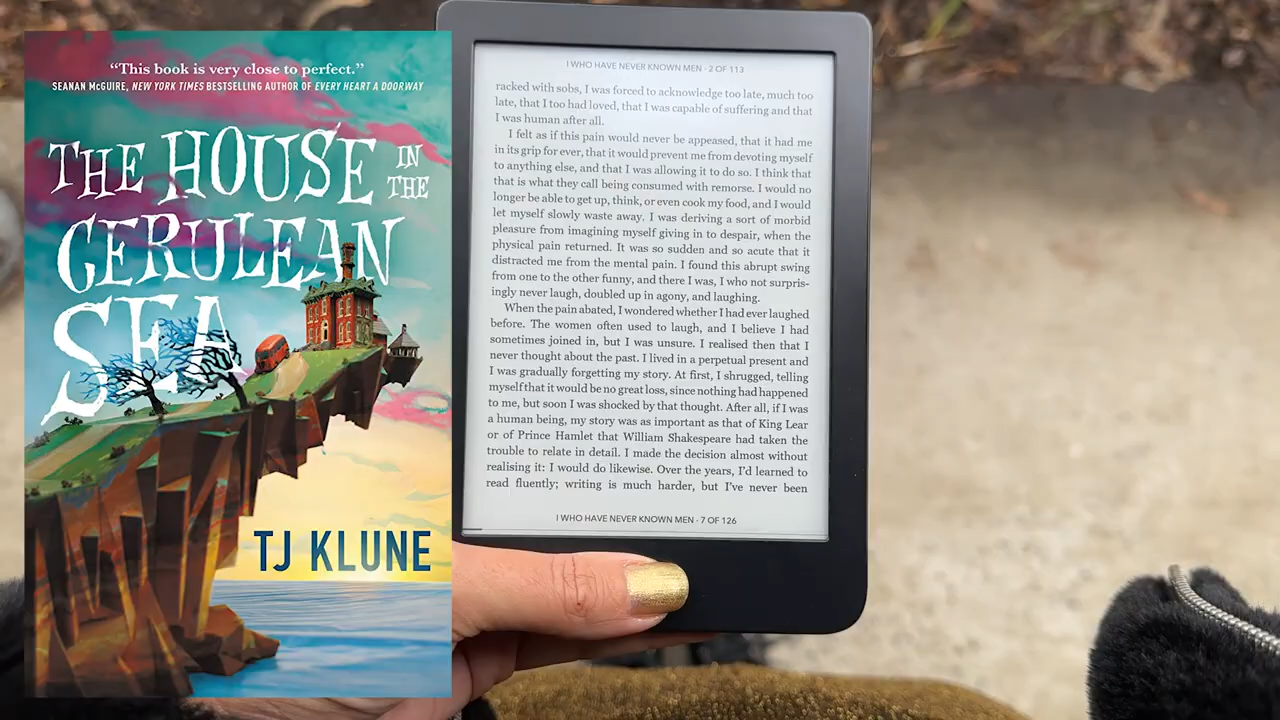 “This book is very close to perfect.”
SEANAN McGUIRE, NEW YORK TIMES BESTSELLING AUTHOR OF EVERY HEART A DOORWAY
THE HOUSE IN THE
CERULEAN
SEA
TJ KLUNE
I WHO HAVE NEVER KNOWN MEN · 2 OF 113
racked with sobs, I was forced to acknowledge too late, much too
late, that I too had loved, that I was capable of suffering and that
I was human after all.
I felt as if this pain would never be appeased, that it had me
in its grip for ever, that it would prevent me from devoting myself
to anything else, and that I was allowing it to do so. I think that
that is what they call being consumed with remorse. I would no
longer be able to get up, think, or even cook my food, and I would
let myself slowly waste away. I was deriving a sort of morbid
pleasure from imagining myself giving in to despair, when the
physical pain returned. It was so sudden and so acute that it
distracted me from the mental pain. I found this abrupt swing
from one to the other funny, and there I was, I who not surpris-
ingly never laugh, doubled up in agony, and laughing.
When the pain abated, I wondered whether I had ever laughed
before. The women often used to laugh, and I believe I had
sometimes joined in, but I was unsure. I realised then that I
never thought about the past. I lived in a perpetual present and
I was gradually forgetting my story. At first, I shrugged, telling
myself that it would be no great loss, since nothing had happened
to me, but soon I was shocked by that thought. After all, if I was
a human being, my story was as important as that of King Lear
or of Prince Hamlet that William Shakespeare had taken the
trouble to relate in detail. I made the decision almost without
realising it: I would do likewise. Over the years, I’d learned to
read fluently; writing is much harder, but I’ve never been
I WHO HAVE NEVER KNOWN MEN · 7 OF 126